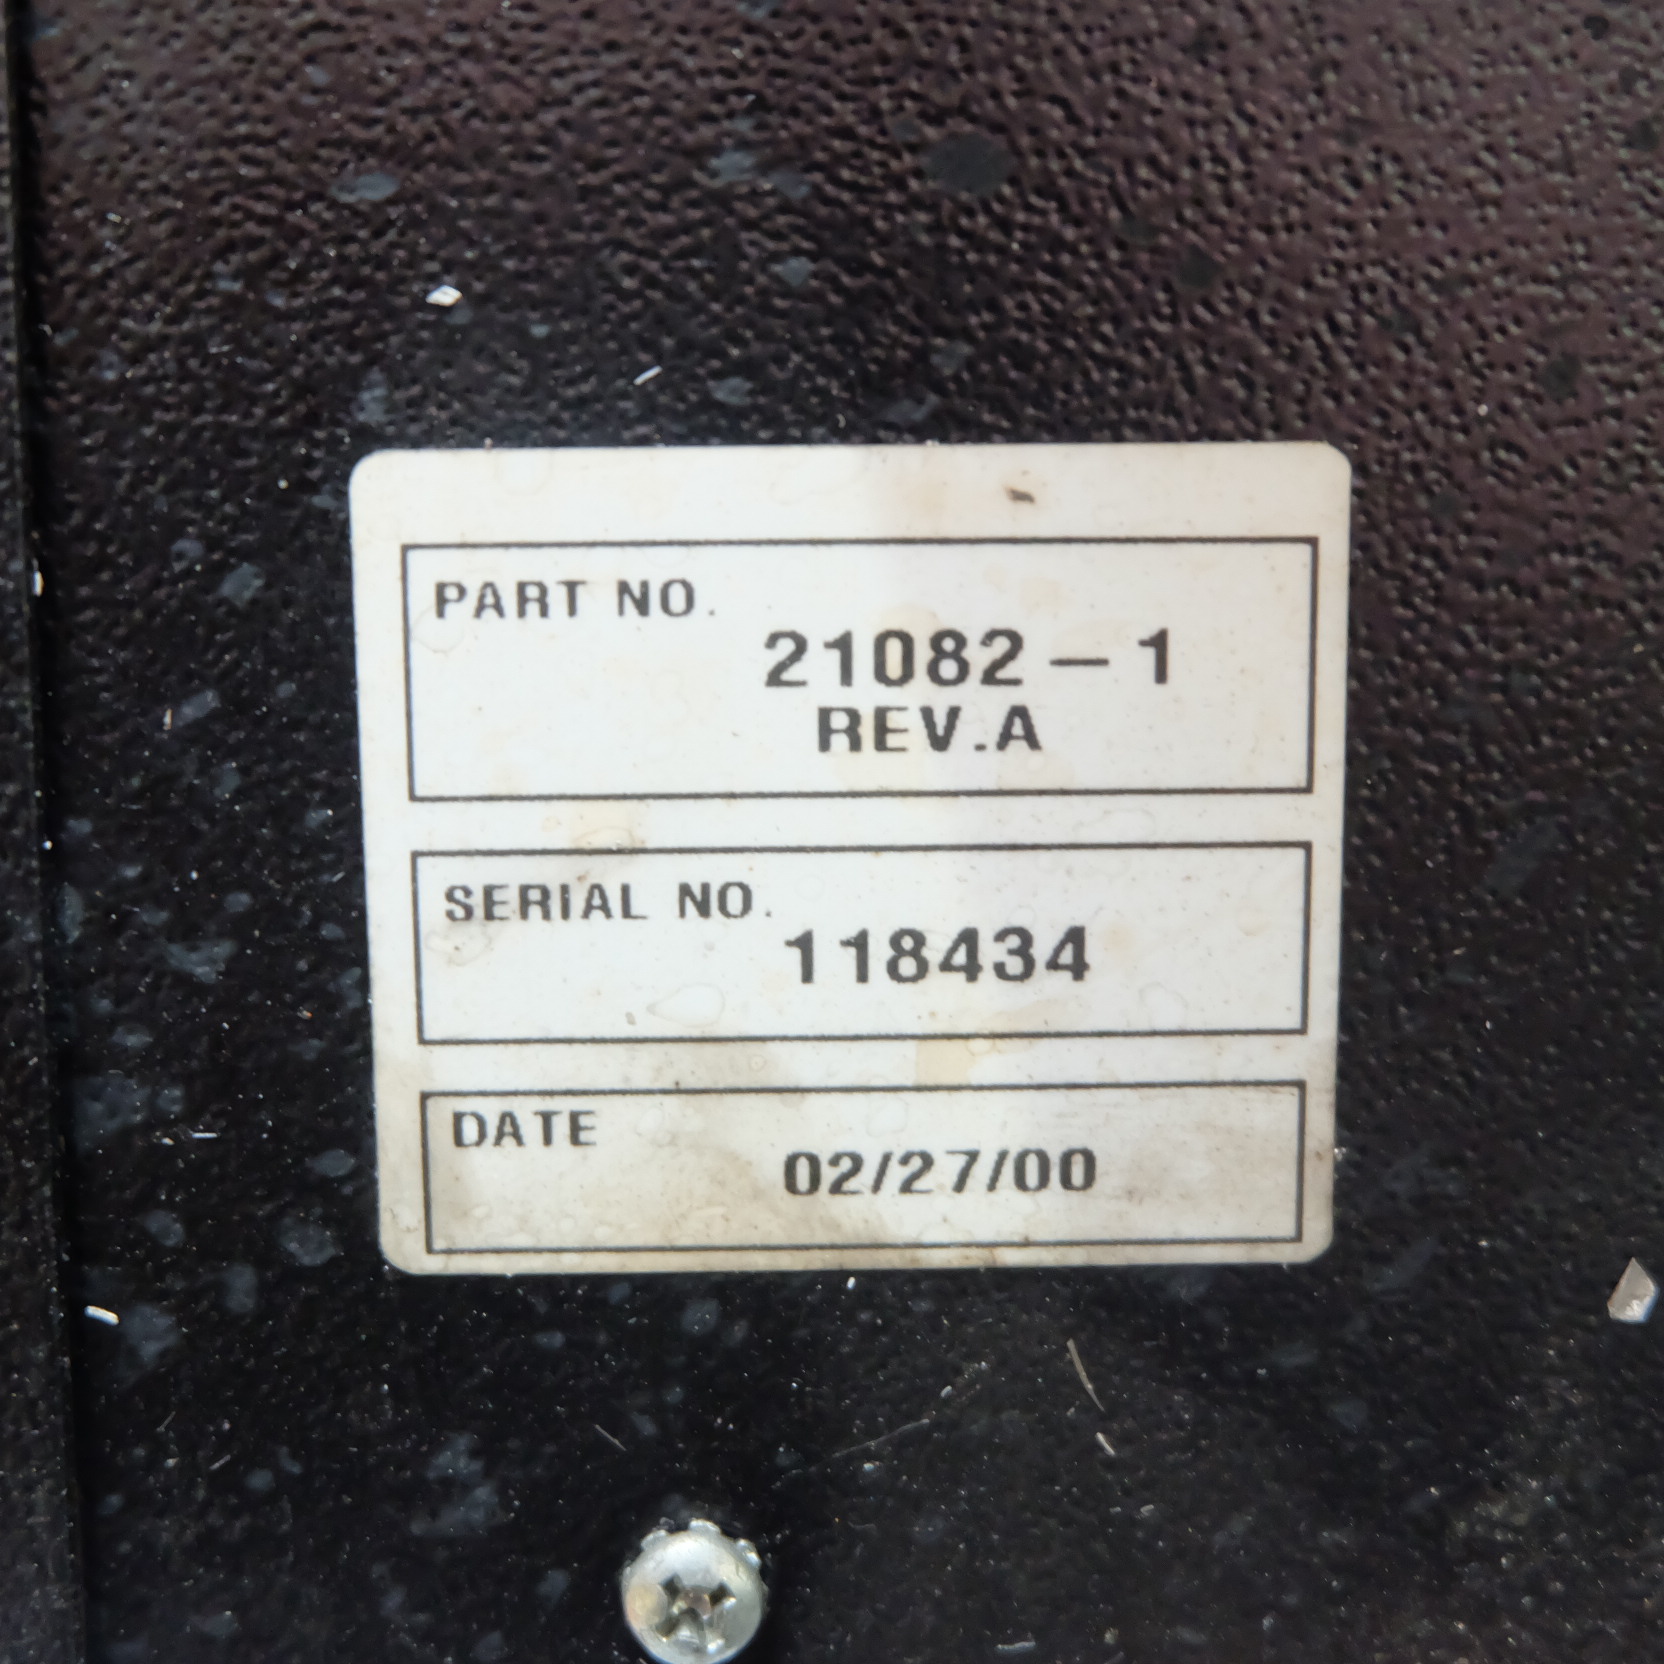 PART NO.
21082-1
REV.A
SERIAL NO.
118434
DATE
02/27/00